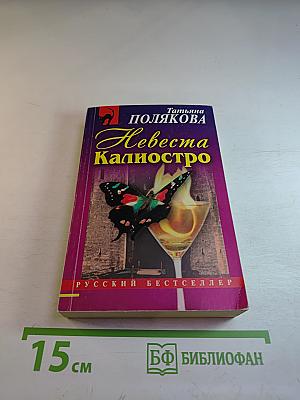 Татьяна
ПОЛЯКОВА
Невеста
Калиостро
РУССКИЙ БЕСТСЕЛЛЕР
15 см
БФ БИБЛИОФАН